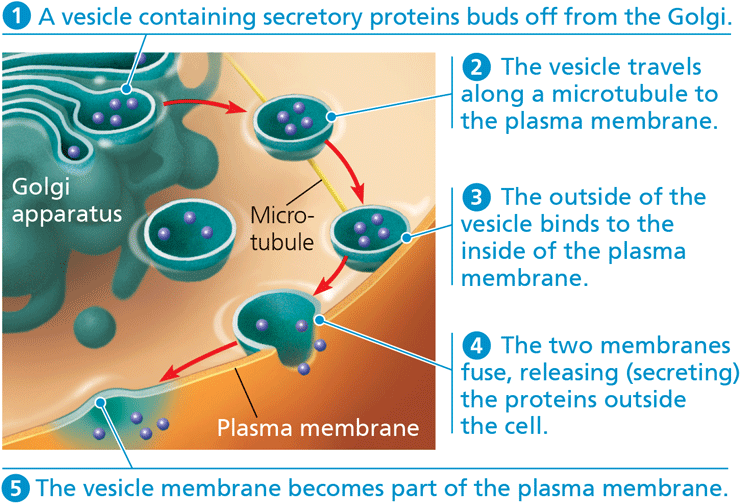 1 A vesicle containing secretory proteins buds off from the Golgi.
2 The vesicle travels
along a microtubule to
the plasma membrane.
Golgi
apparatus
Micro-
tubule
3 The outside of the
vesicle binds to the
inside of the plasma
membrane.
4 The two membranes
fuse, releasing (secreting)
the proteins outside
the cell.
Plasma membrane
5 The vesicle membrane becomes part of the plasma membrane.